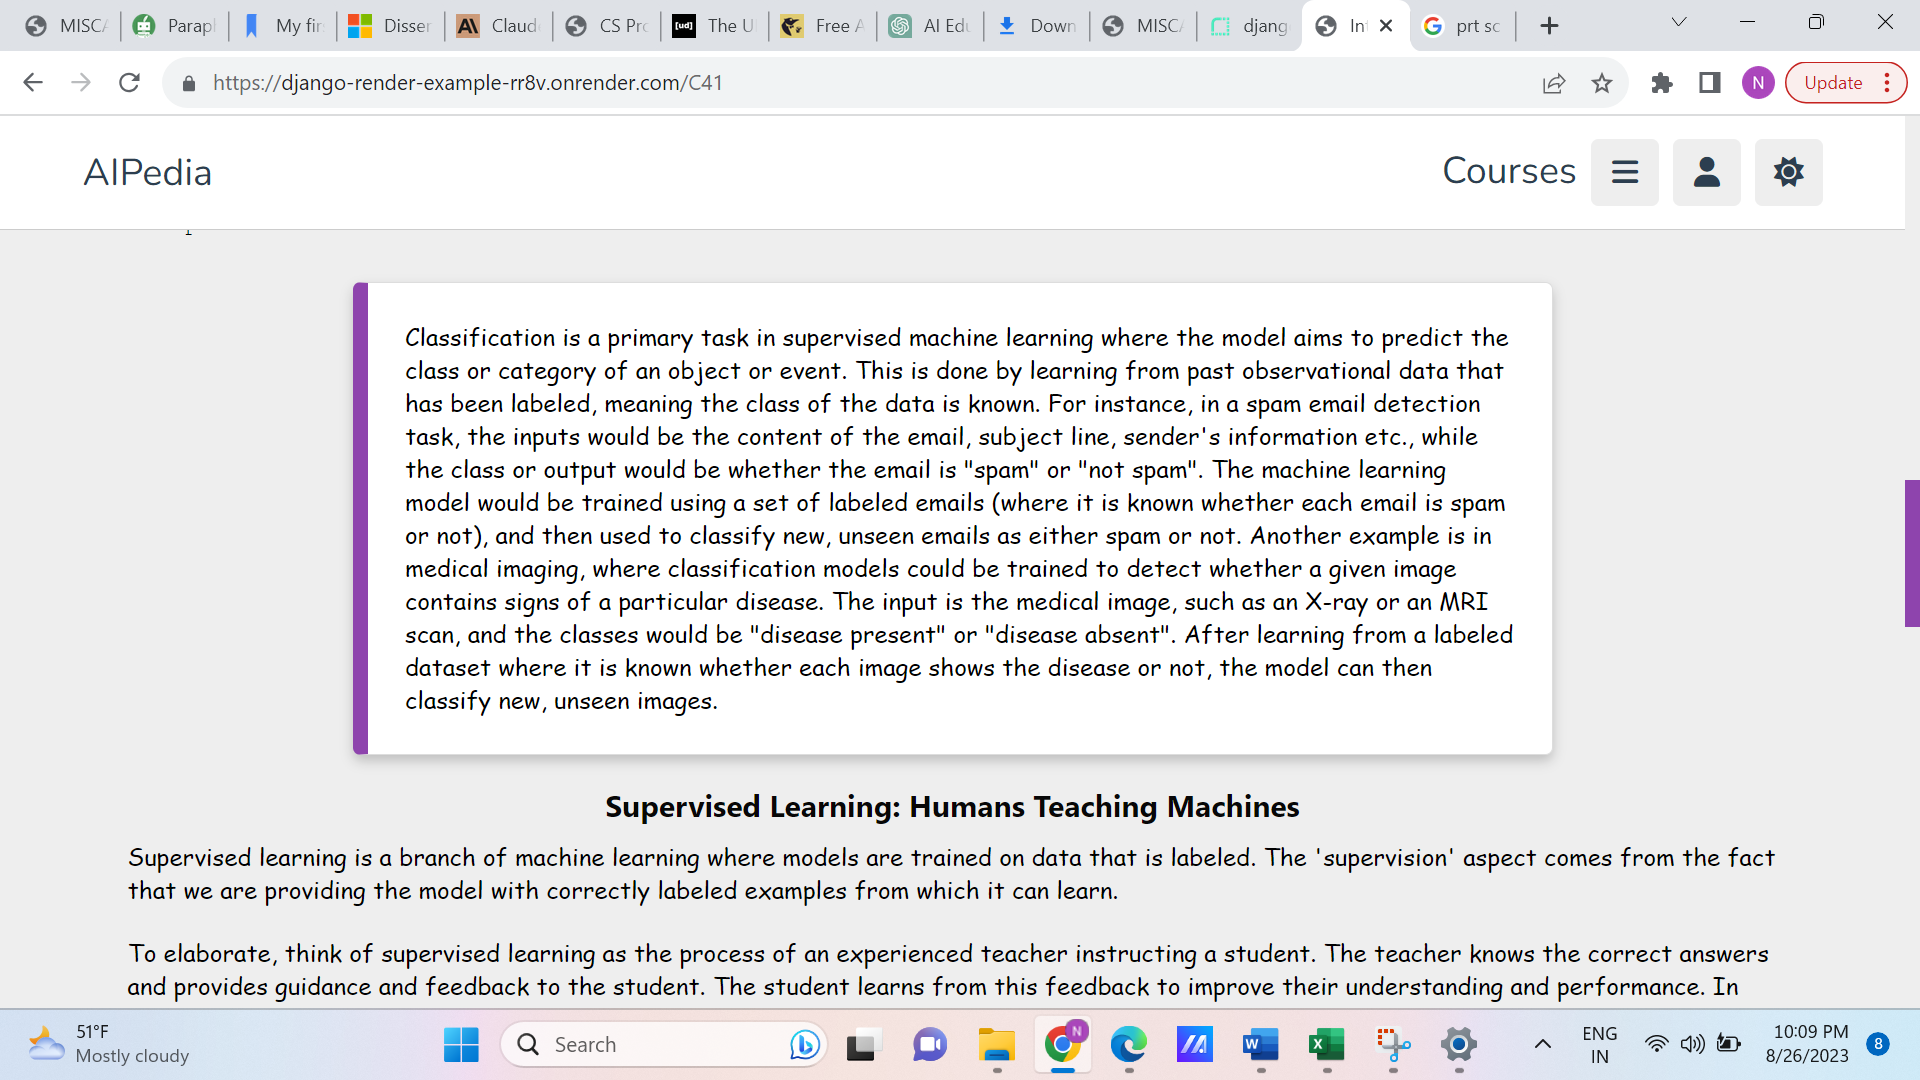 MISCA
Parapl
My fir
Disser
Claud
CS Pro
[ud]
The U
Free A
AI Edu
Down
MISCA
djang
In
prt sc
https://django-render-example-rr8v.onrender.com/C41
N
Update
AIPedia
Courses
Classification is a primary task in supervised machine learning where the model aims to predict the
class or category of an object or event. This is done by learning from past observational data that
has been labeled, meaning the class of the data is known. For instance, in a spam email detection
task, the inputs would be the content of the email, subject line, sender's information etc., while
the class or output would be whether the email is "spam" or "not spam". The machine learning
model would be trained using a set of labeled emails (where it is known whether each email is spam
or not), and then used to classify new, unseen emails as either spam or not. Another example is in
medical imaging, where classification models could be trained to detect whether a given image
contains signs of a particular disease. The input is the medical image, such as an X-ray or an MRI
scan, and the classes would be "disease present" or "disease absent". After learning from a labeled
dataset where it is known whether each image shows the disease or not, the model can then
classify new, unseen images.
Supervised Learning: Humans Teaching Machines
Supervised learning is a branch of machine learning where models are trained on data that is labeled. The 'supervision' aspect comes from the fact
that we are providing the model with correctly labeled examples from which it can learn.
To elaborate, think of supervised learning as the process of an experienced teacher instructing a student. The teacher knows the correct answers
and provides guidance and feedback to the student. The student learns from this feedback to improve their understanding and performance. In
51°F
Mostly cloudy
Search
N
ENG
IN
10:09 PM
8/26/2023
8